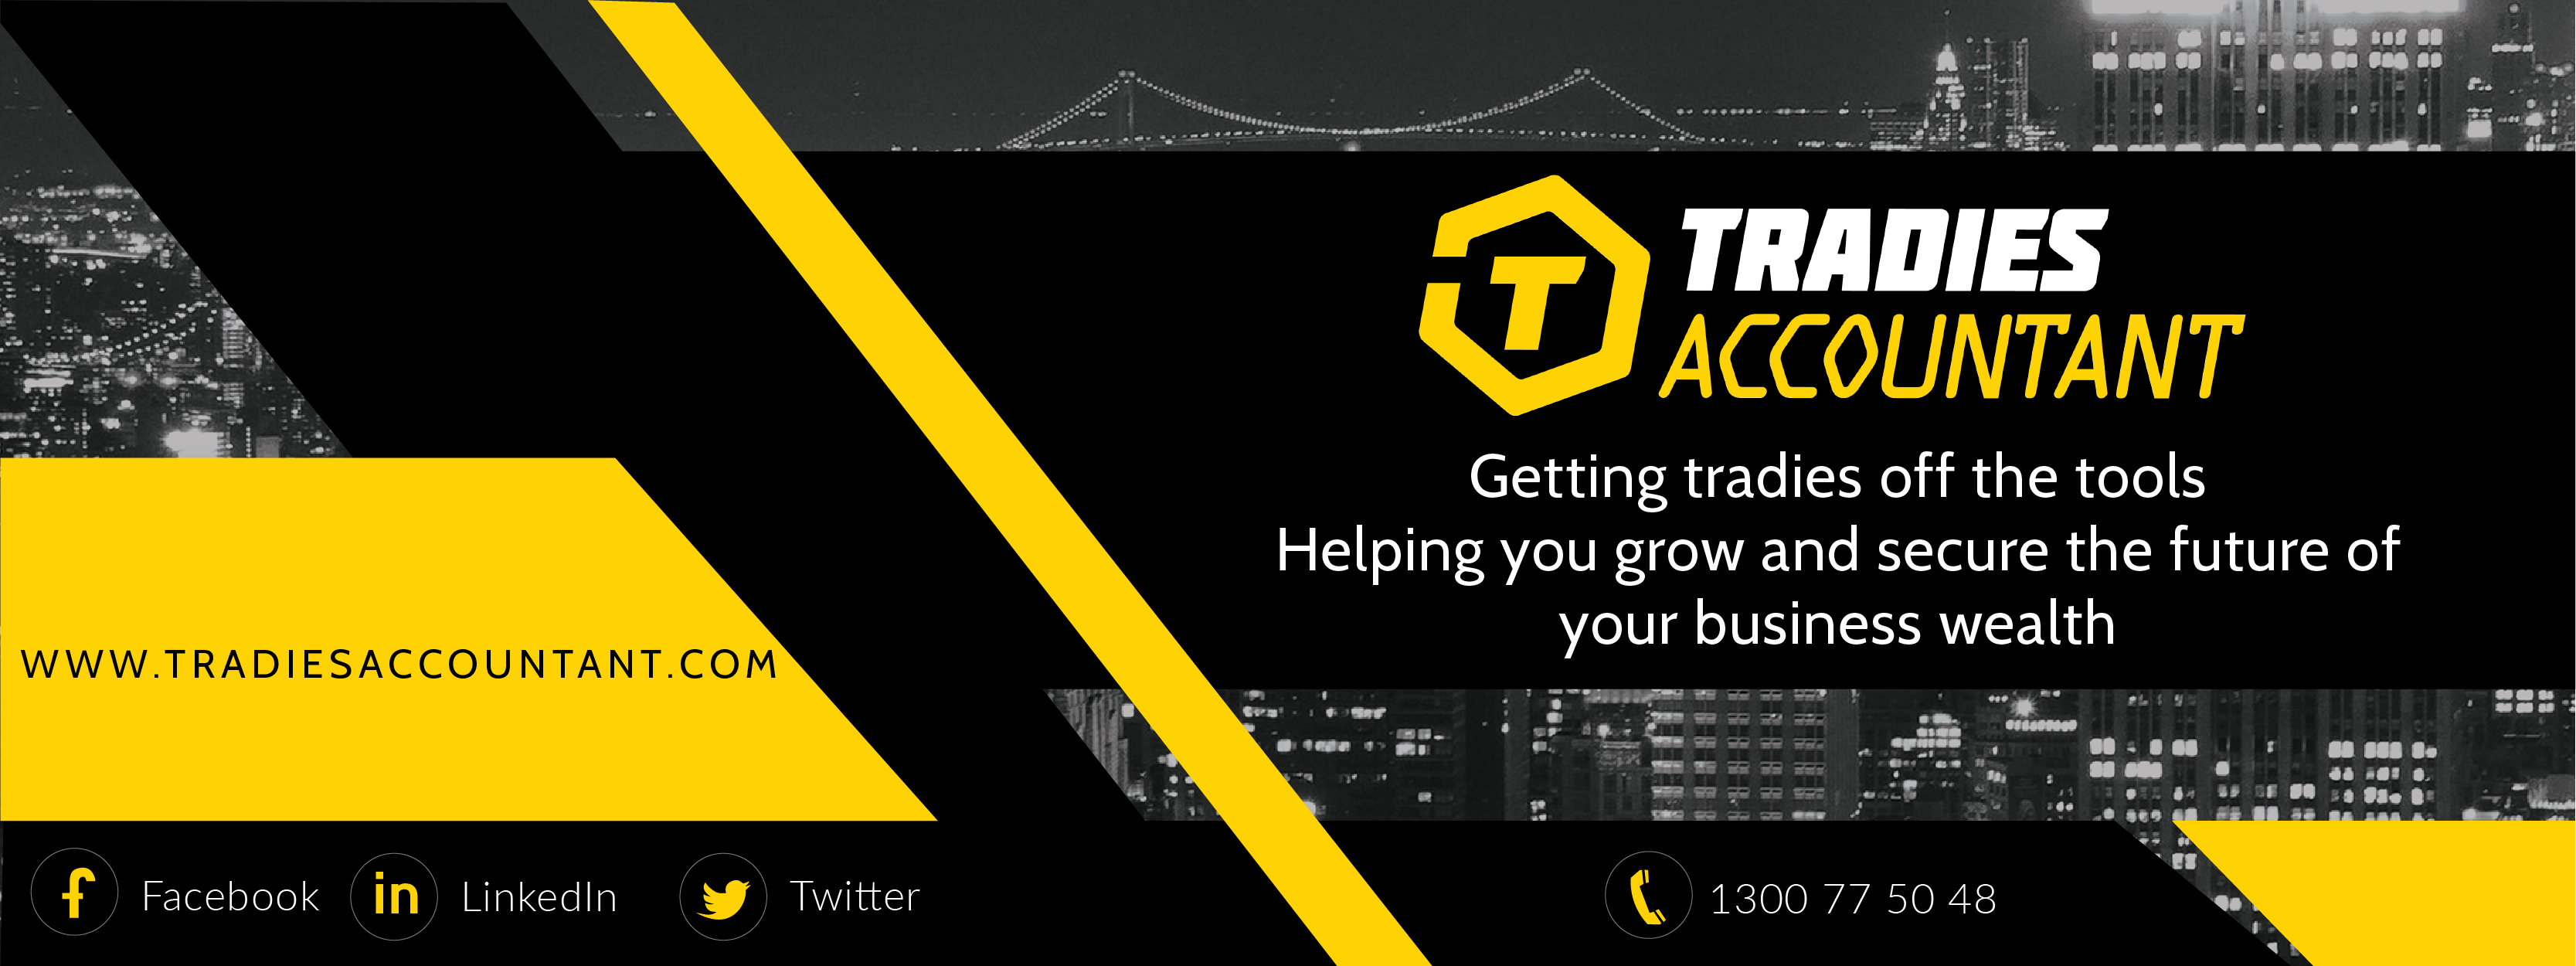 T TRADIES
ACCOUNTANT
Getting tradies off the tools
Helping you grow and secure the future of
your business wealth
WWW.TRADIESACCOUNTANT.COM
f Facebook in LinkedIn Twitter 1300 77 50 48